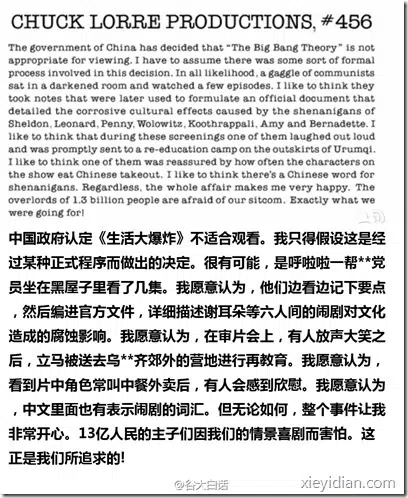 CHUCK LORRE PRODUCTIONS, #456
The government of China has decided that "The Big Bang Theory" is not
appropriate for viewing. I have to assume there was some sort of formal
process involved in this decision. In all likelihood, a gaggle of communists
sat in a darkened room and watched a few episodes. I like to think they
took notes that were later used to formulate an official document that
detailed the corrosive cultural effects caused by the shenanigans of
Sheldon, Leonard, Penny, Wolowitz, Koothrappali, Amy and Bernadette. I
like to think that during these screenings one of them laughed out loud
and was promptly sent to a re-education camp on the outskirts of Urumqi.
I like to think one of them was reassured by how often the characters on
the show eat Chinese takeout. I like to think there's a Chinese word for
shenanigans. Regardless, the whole affair makes me very happy. The
overlords of 1.3 billion people are afraid of our sitcom. Exactly what we
were going for!
中国政府认定《生活大爆炸》不适合观看。我只得假设这是经
过某种正式程序而做出的决定。很有可能，是呼啦啦一帮**党
员坐在黑屋子里看了几集。我愿意认为，他们边看边记下要点
，然后编进官方文件，详细描述谢耳朵等六人间的闹剧对文化
造成的腐蚀影响。我愿意认为，在审片会上，有人放声大笑之
后，立马被送去乌**齐郊外的营地进行再教育。我愿意认为，
看到片中角色常叫中餐外卖后，有人会感到欣慰。我愿意认为
，中文里面也有表示闹剧的词汇。但无论如何，整个事件让我
非常开心。13亿人民的主子们因我们的情景喜剧而害怕。这
正是我们所追求的!
@谷大白话
xieyidian.com